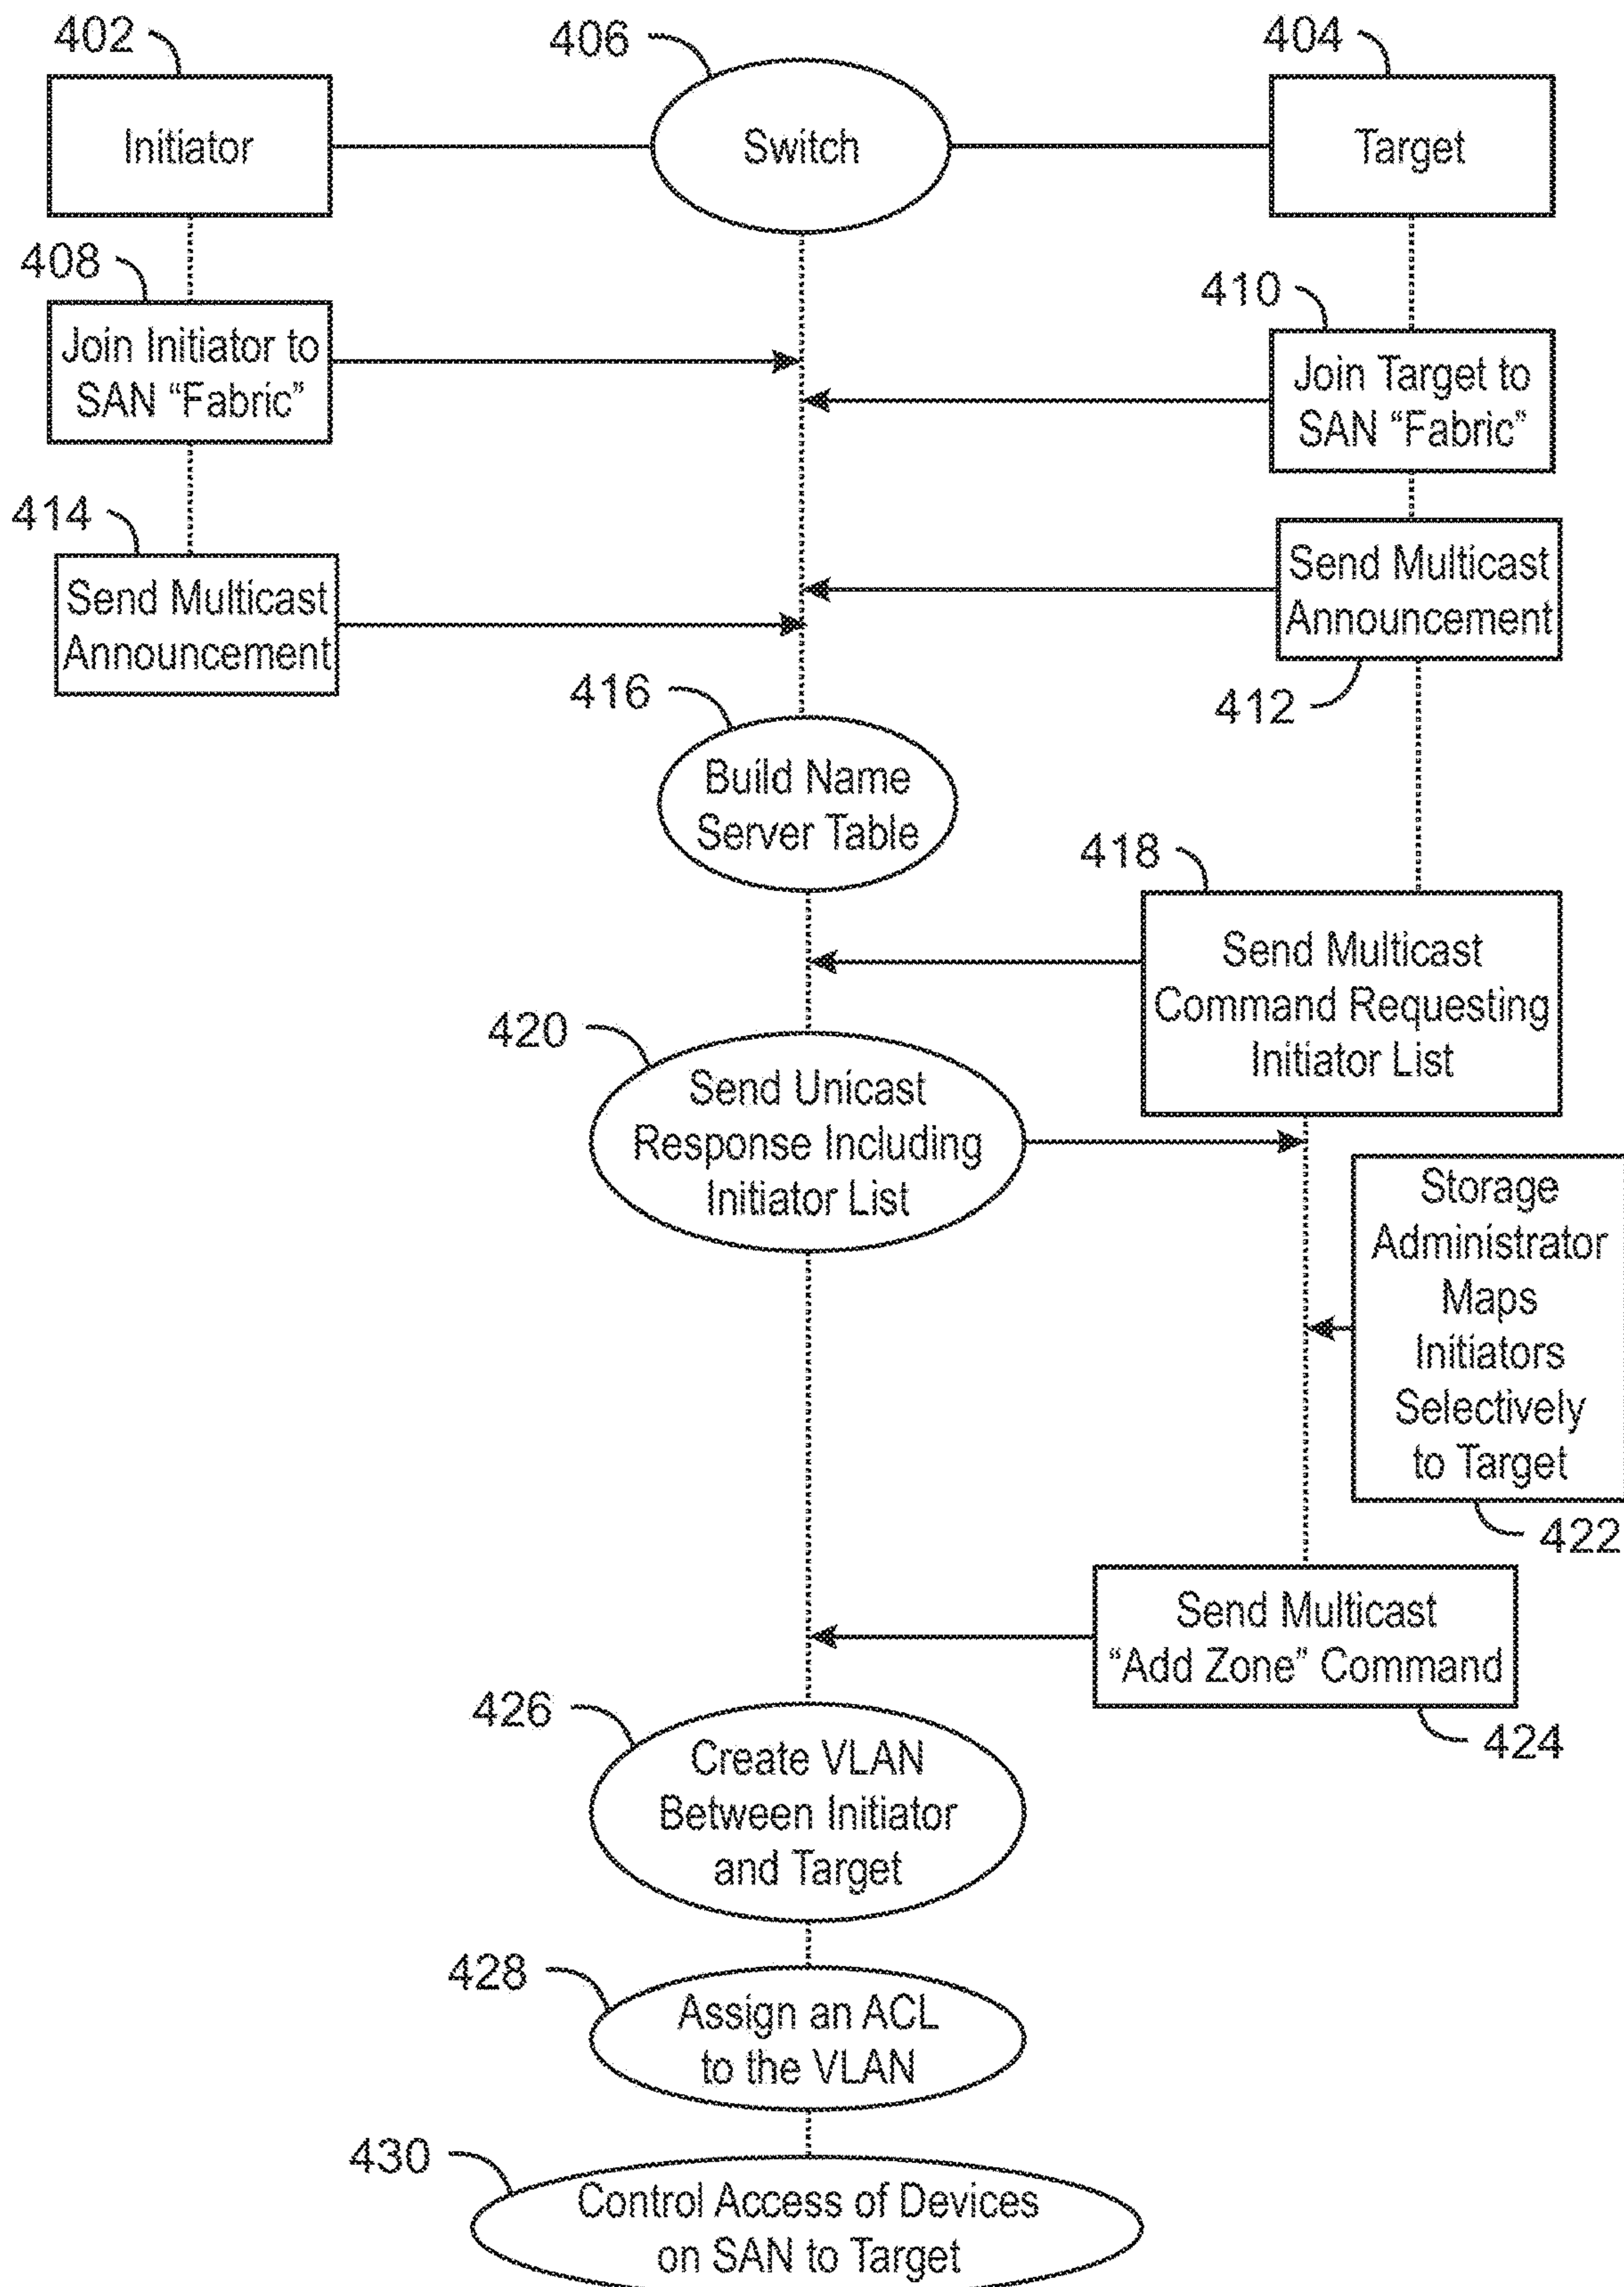 402
406
404
Initiator
Switch
Target
408
410
Join Initiator to
SAN “Fabric”
Join Target to
SAN “Fabric”
414
Send Multicast
Announcement
Send Multicast
Announcement
412
416
Build Name
Server Table
418
Send Multicast
Command Requesting
Initiator List
420
Send Unicast
Response Including
Initiator List
Storage
Administrator
Maps
Initiators
Selectively
to Target
422
Send Multicast
“Add Zone” Command
424
426
Create VLAN
Between Initiator
and Target
428
Assign an ACL
to the VLAN
430
Control Access of Devices
on SAN to Target